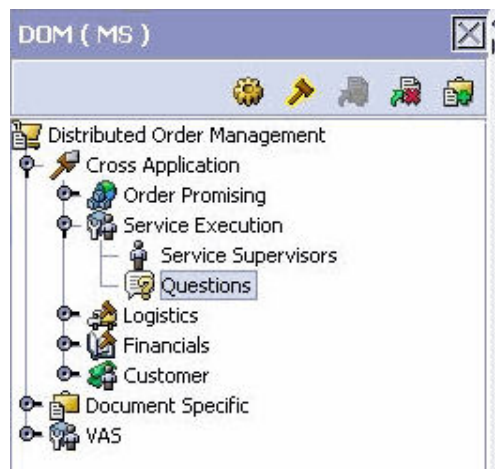 DOM ( MS )
Distributed Order Management
Cross Application
Order Promising
Service Execution
Service Supervisors
Questions
Logistics
Financials
Customer
Document Specific
VAS